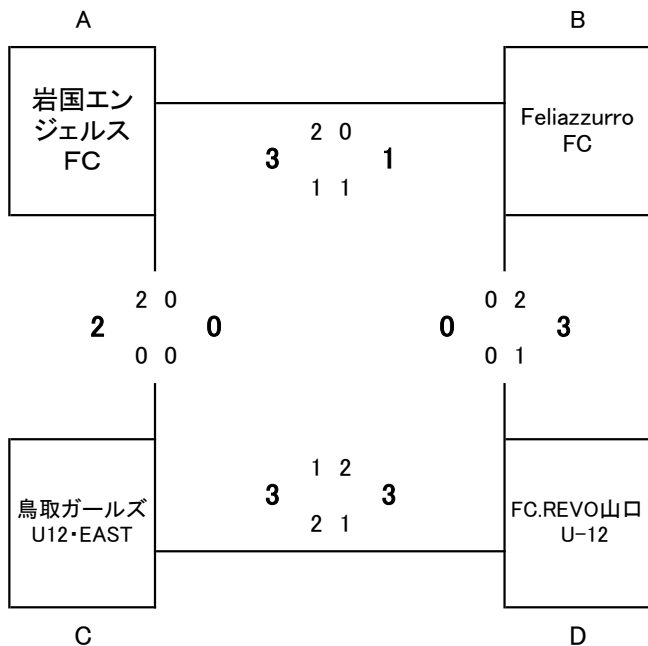 A
B
岩国エン
ジェルス
FC
Feliazzurro
FC
2 0
3 1
1 1
2 0
2 0
0 0
0 2
0 3
0 1
鳥取ガールズ
U12・EAST
1 2
3 3
2 1
FC.REVO山口
U-12
C
D